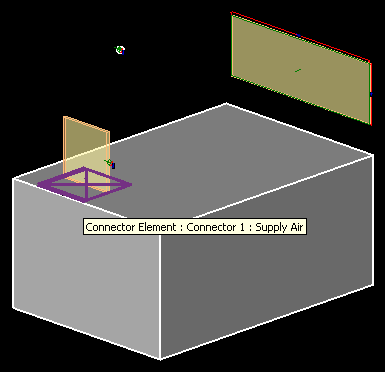 Connector Element : Connector 1 : Supply Air